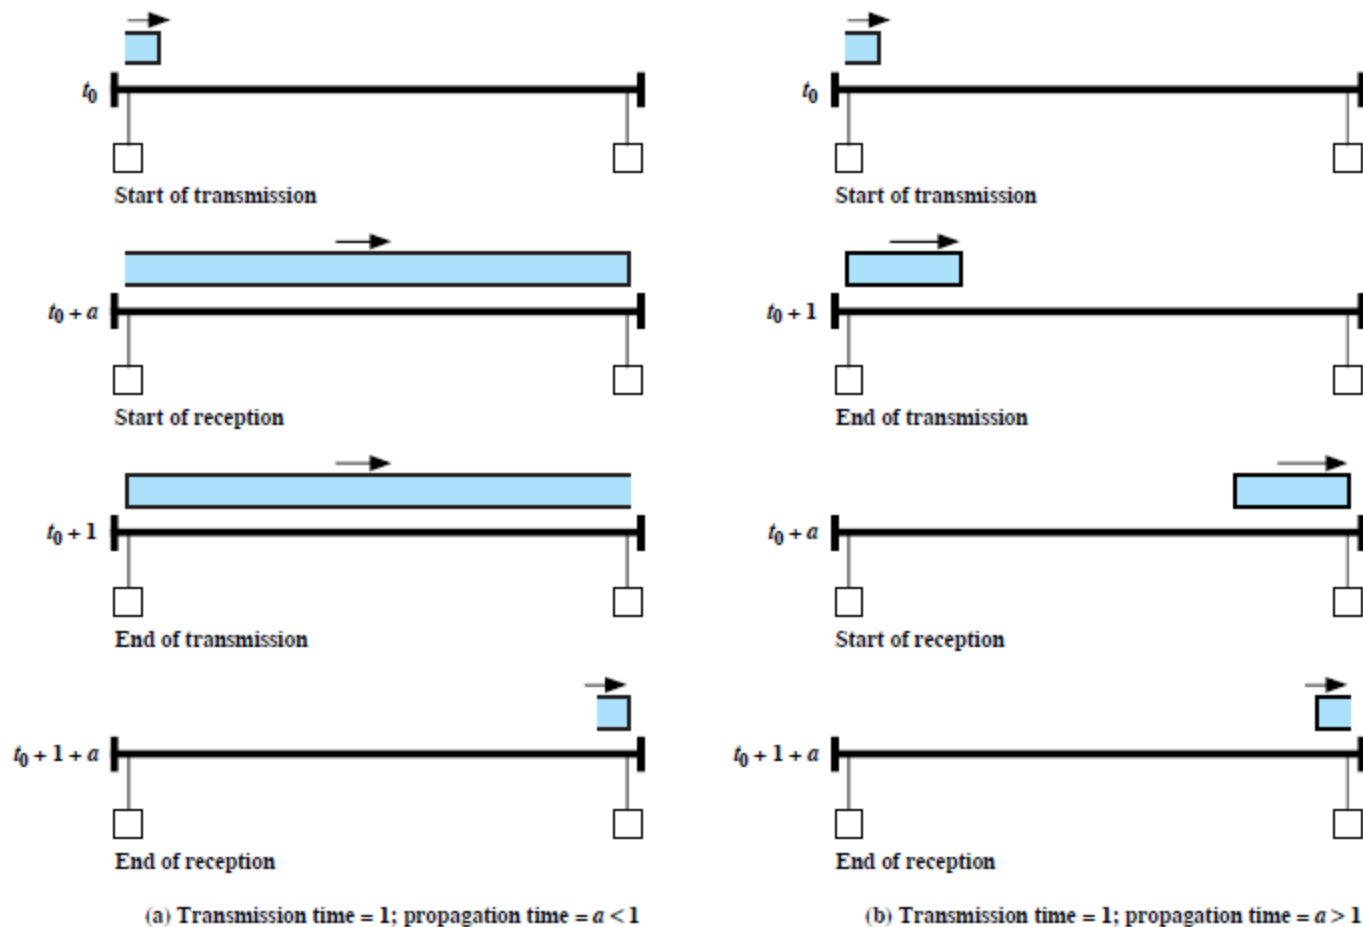 t₀
Start of transmission
t₀ + a
Start of reception
t₀ + 1
End of transmission
t₀ + 1 + a
End of reception
(a) Transmission time = 1; propagation time = a < 1
t₀
Start of transmission
t₀ + 1
End of transmission
t₀ + a
Start of reception
t₀ + 1 + a
End of reception
(b) Transmission time = 1; propagation time = a > 1